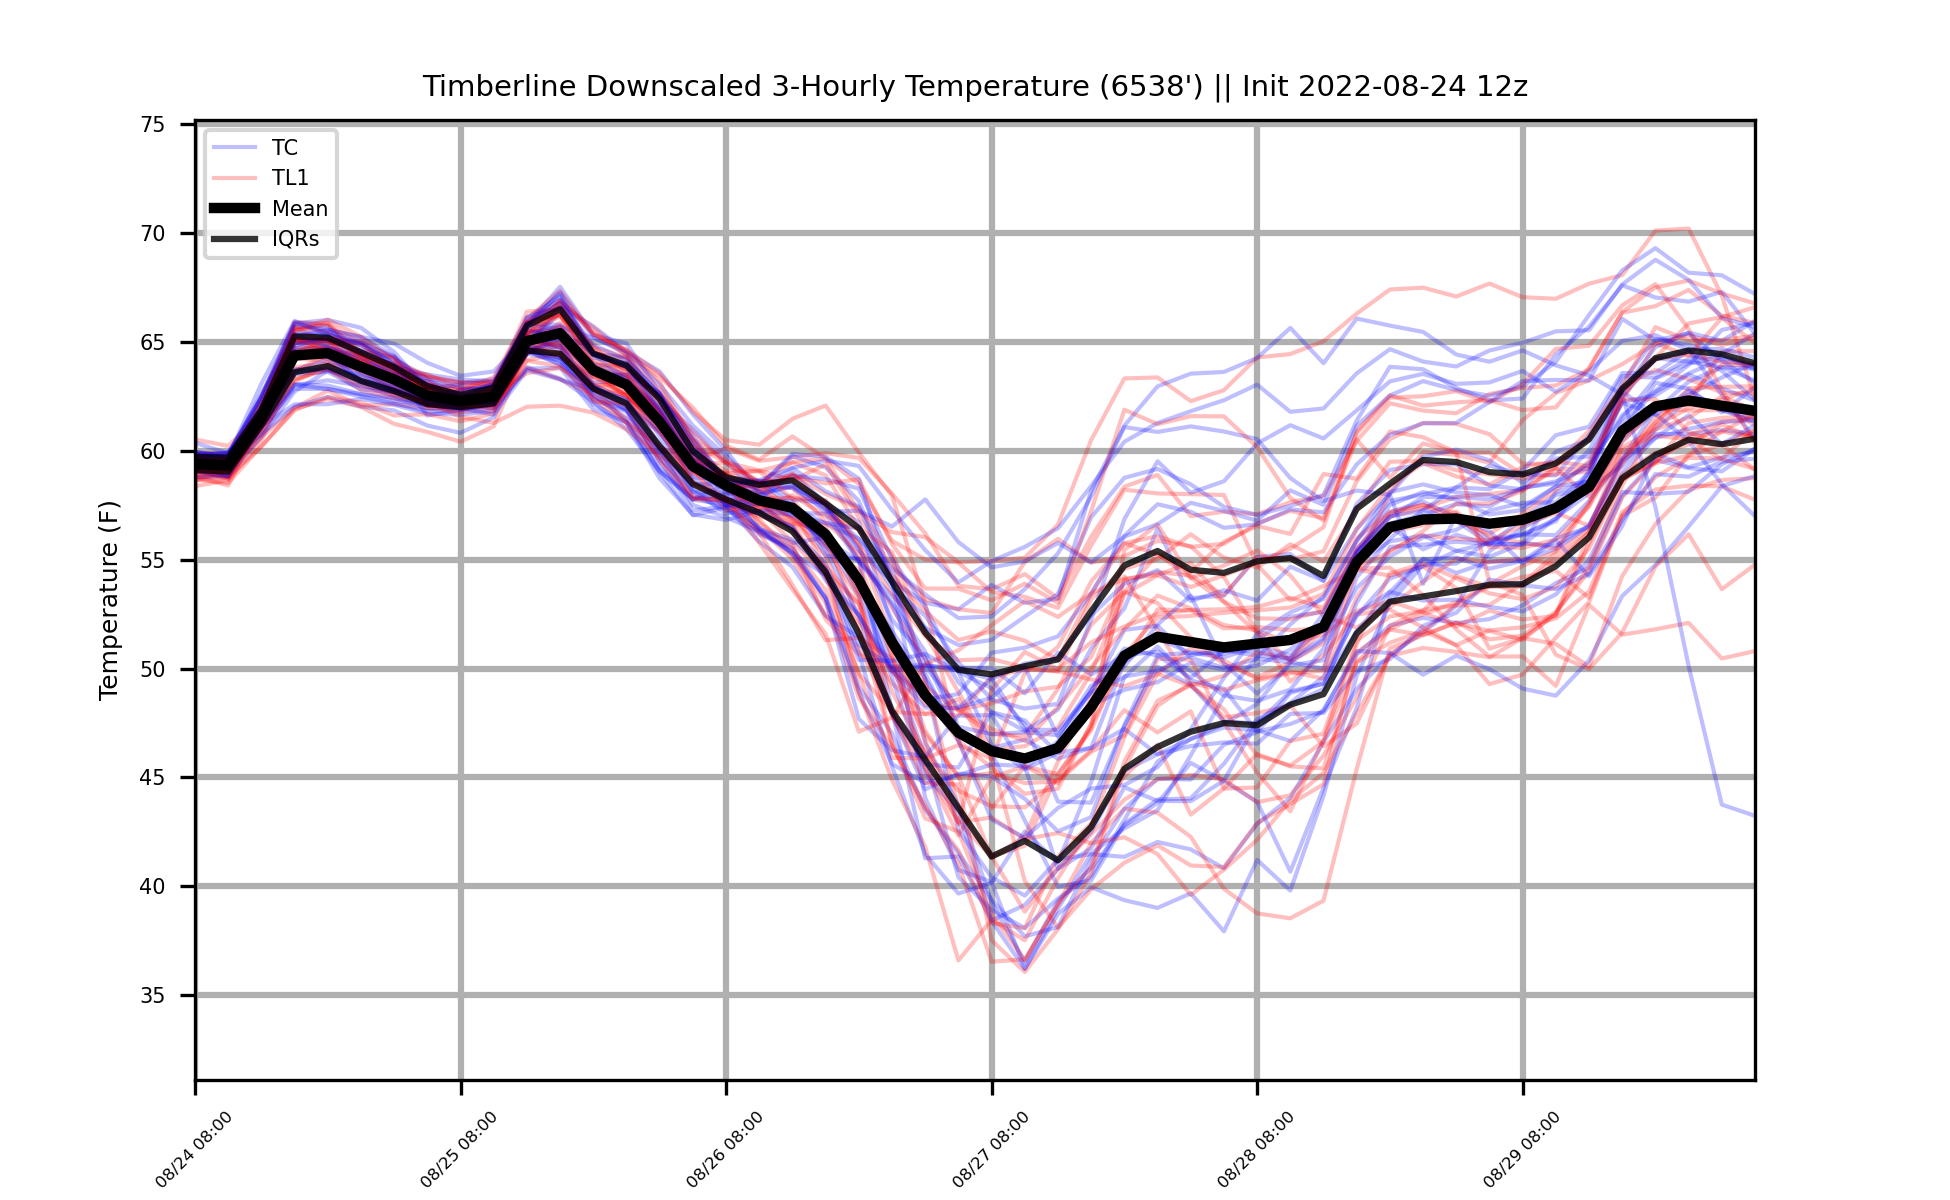 Timberline Downscaled 3-Hourly Temperature (6538') || Init 2022-08-24 12z
TC
TL1
Mean
IQRs
Temperature (F)
75
70
65
60
55
50
45
40
35
08/24 08:00
08/25 08:00
08/26 08:00
08/27 08:00
08/28 08:00
08/29 08:00